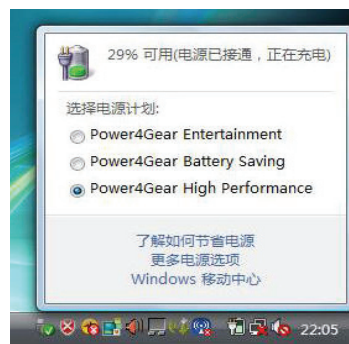 29% 可用(电源已接通，正在充电)
选择电源计划:
Power4Gear Entertainment
Power4Gear Battery Saving
Power4Gear High Performance
了解如何节省电源
更多电源选项
Windows 移动中心
22:05